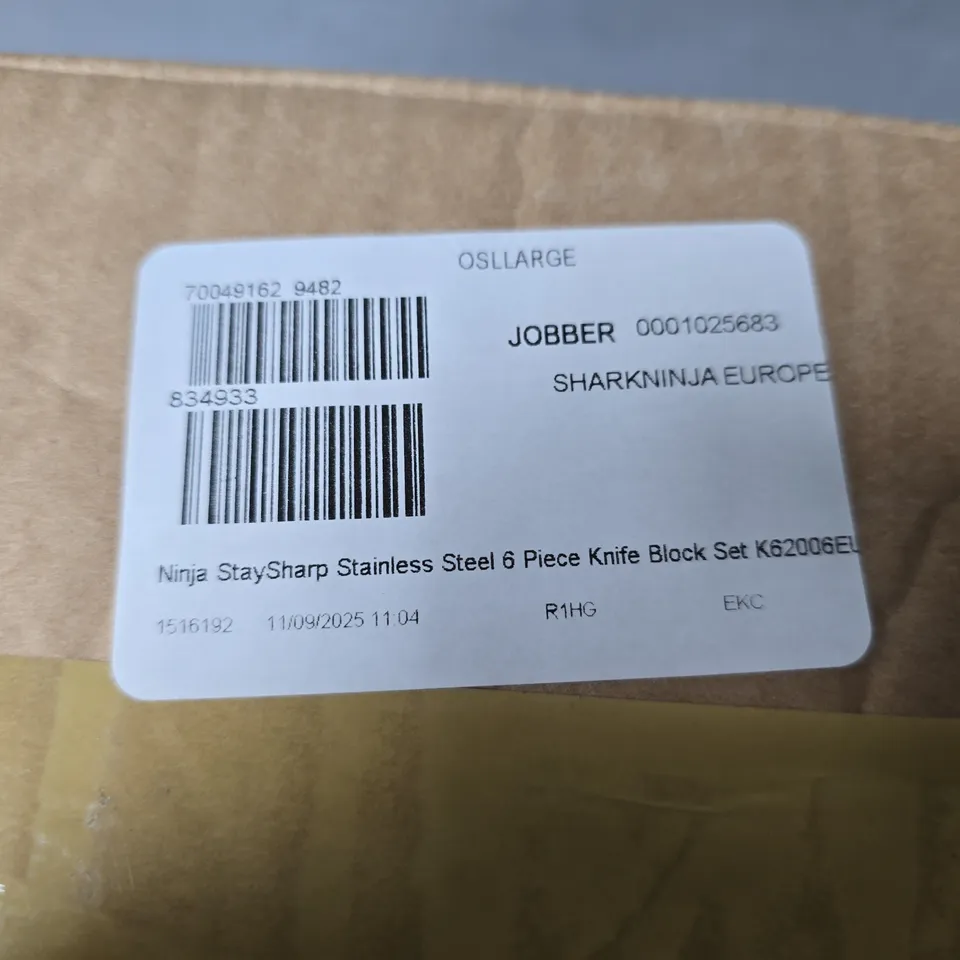 OSLLARGE
70049162 9482
JOBBER 0001025683
SHARKNINJA EUROPE
834933
Ninja StaySharp Stainless Steel 6 Piece Knife Block Set K62006EU
1516192 11/09/2025 11:04 R1HG EKC